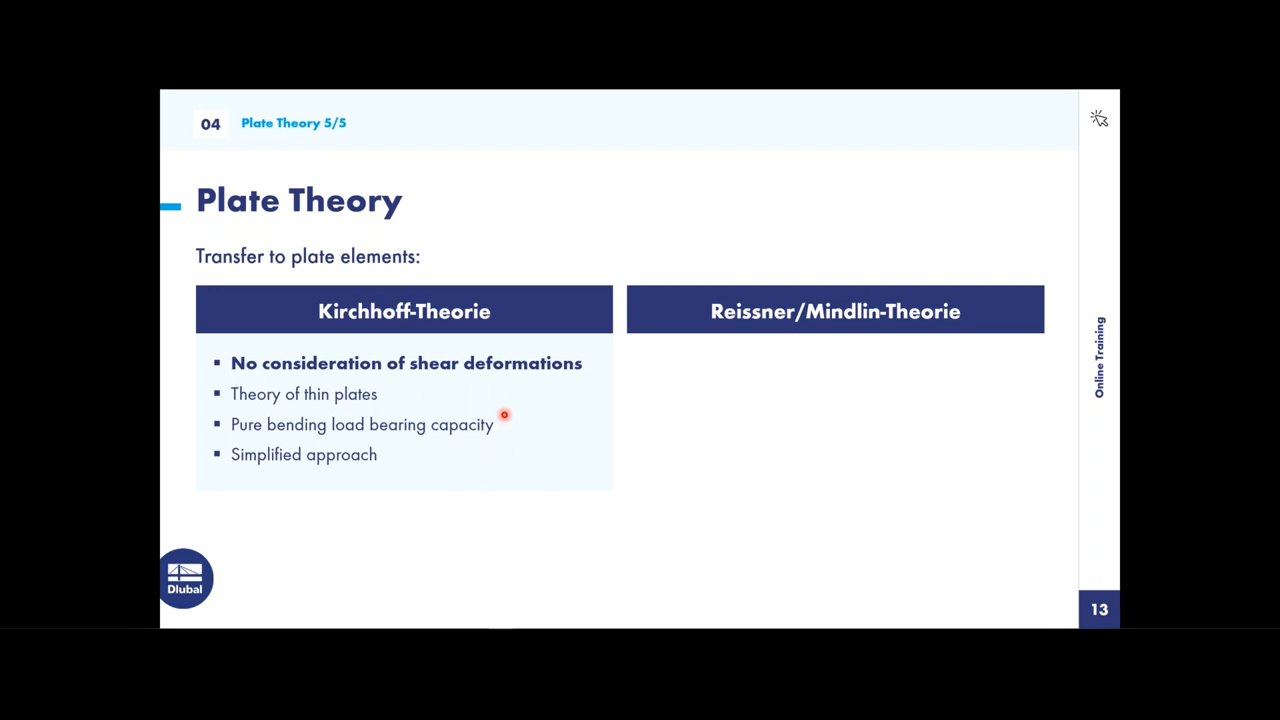 04 Plate Theory 5/5
Plate Theory
Transfer to plate elements:
Kirchhoff-Theorie
Reissner/Mindlin-Theorie
▪ No consideration of shear deformations
▪ Theory of thin plates
▪ Pure bending load bearing capacity
▪ Simplified approach
Online Training
Dlubal
13